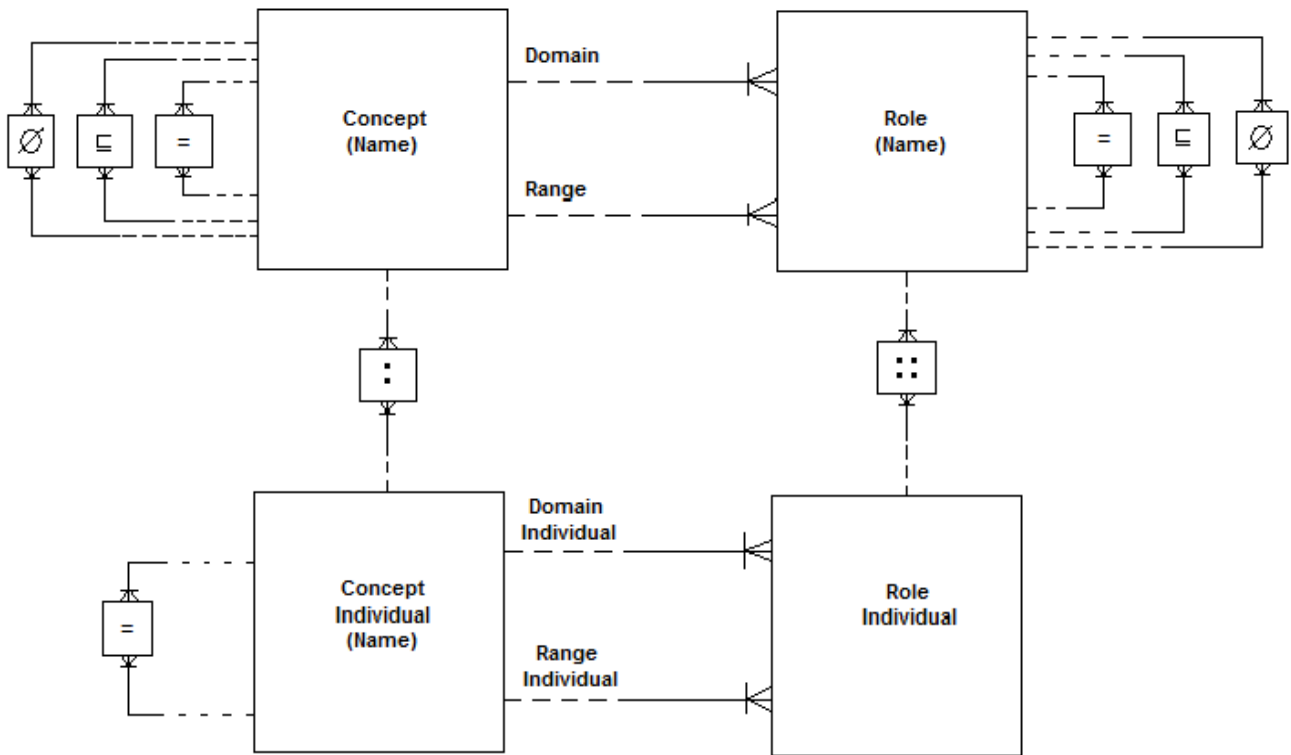 Domain
Concept
(Name)
Role
(Name)
∅
⊑
=
=
⊑
∅
Range
:
::
Domain
Individual
Concept
Individual
(Name)
Role
Individual
=
Range
Individual